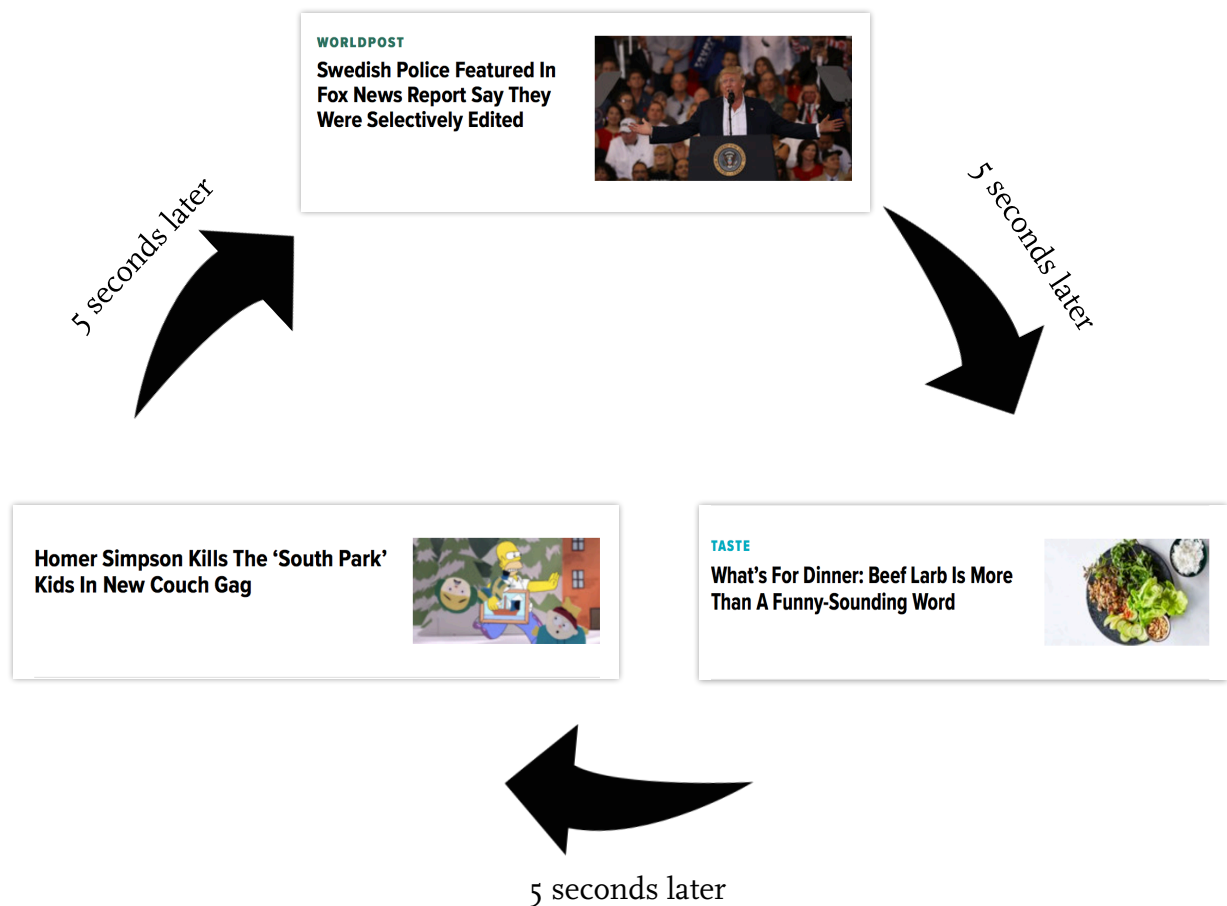 WORLDPOST
Swedish Police Featured In
Fox News Report Say They
Were Selectively Edited
5 seconds later
5 seconds later
Homer Simpson Kills The ‘South Park’
Kids In New Couch Gag
TASTE
What’s For Dinner: Beef Larb Is More
Than A Funny-Sounding Word
5 seconds later